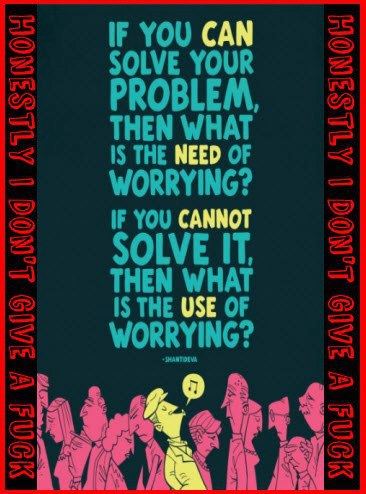 IF YOU CAN
SOLVE YOUR
PROBLEM,
THEN WHAT
IS THE NEED OF
WORRYING?
IF YOU CANNOT
SOLVE IT,
THEN WHAT
IS THE USE OF
WORRYING?
-SHANTIDEVA
HONESTLY I DON'T GIVE A FUCK
HONESTLY I DON'T GIVE A FUCK